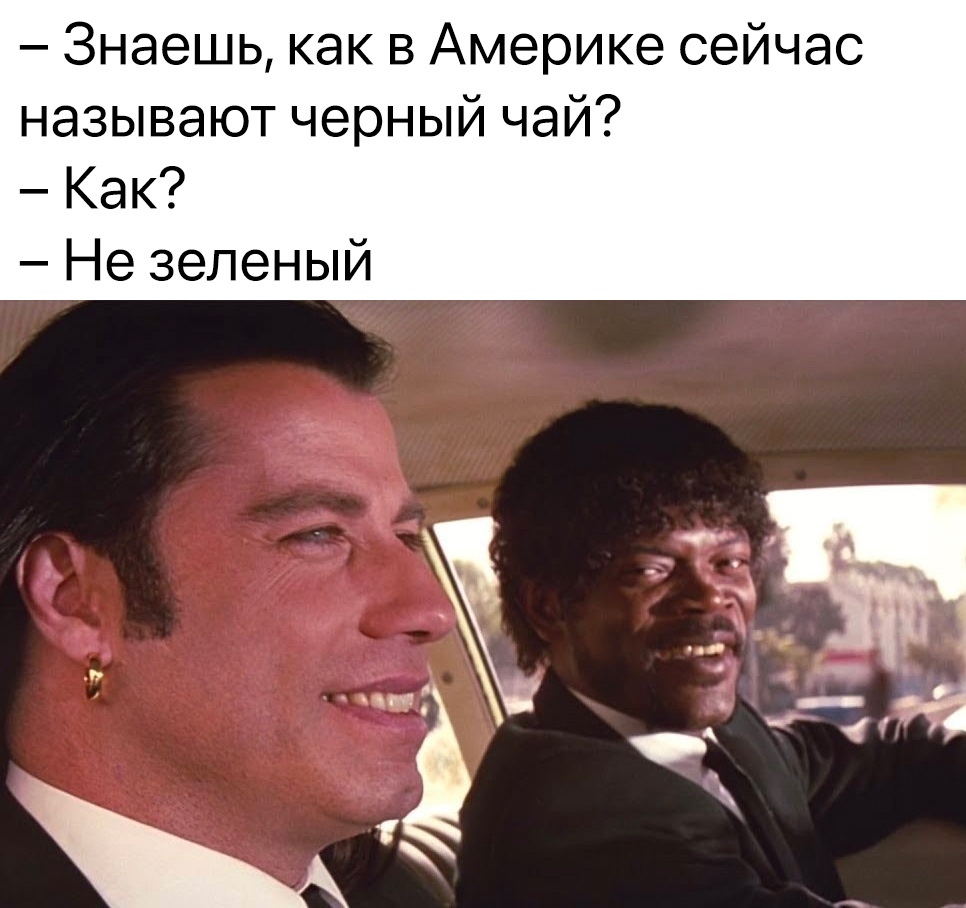 – Знаешь, как в Америке сейчас
называют черный чай?
– Как?
– Не зеленый